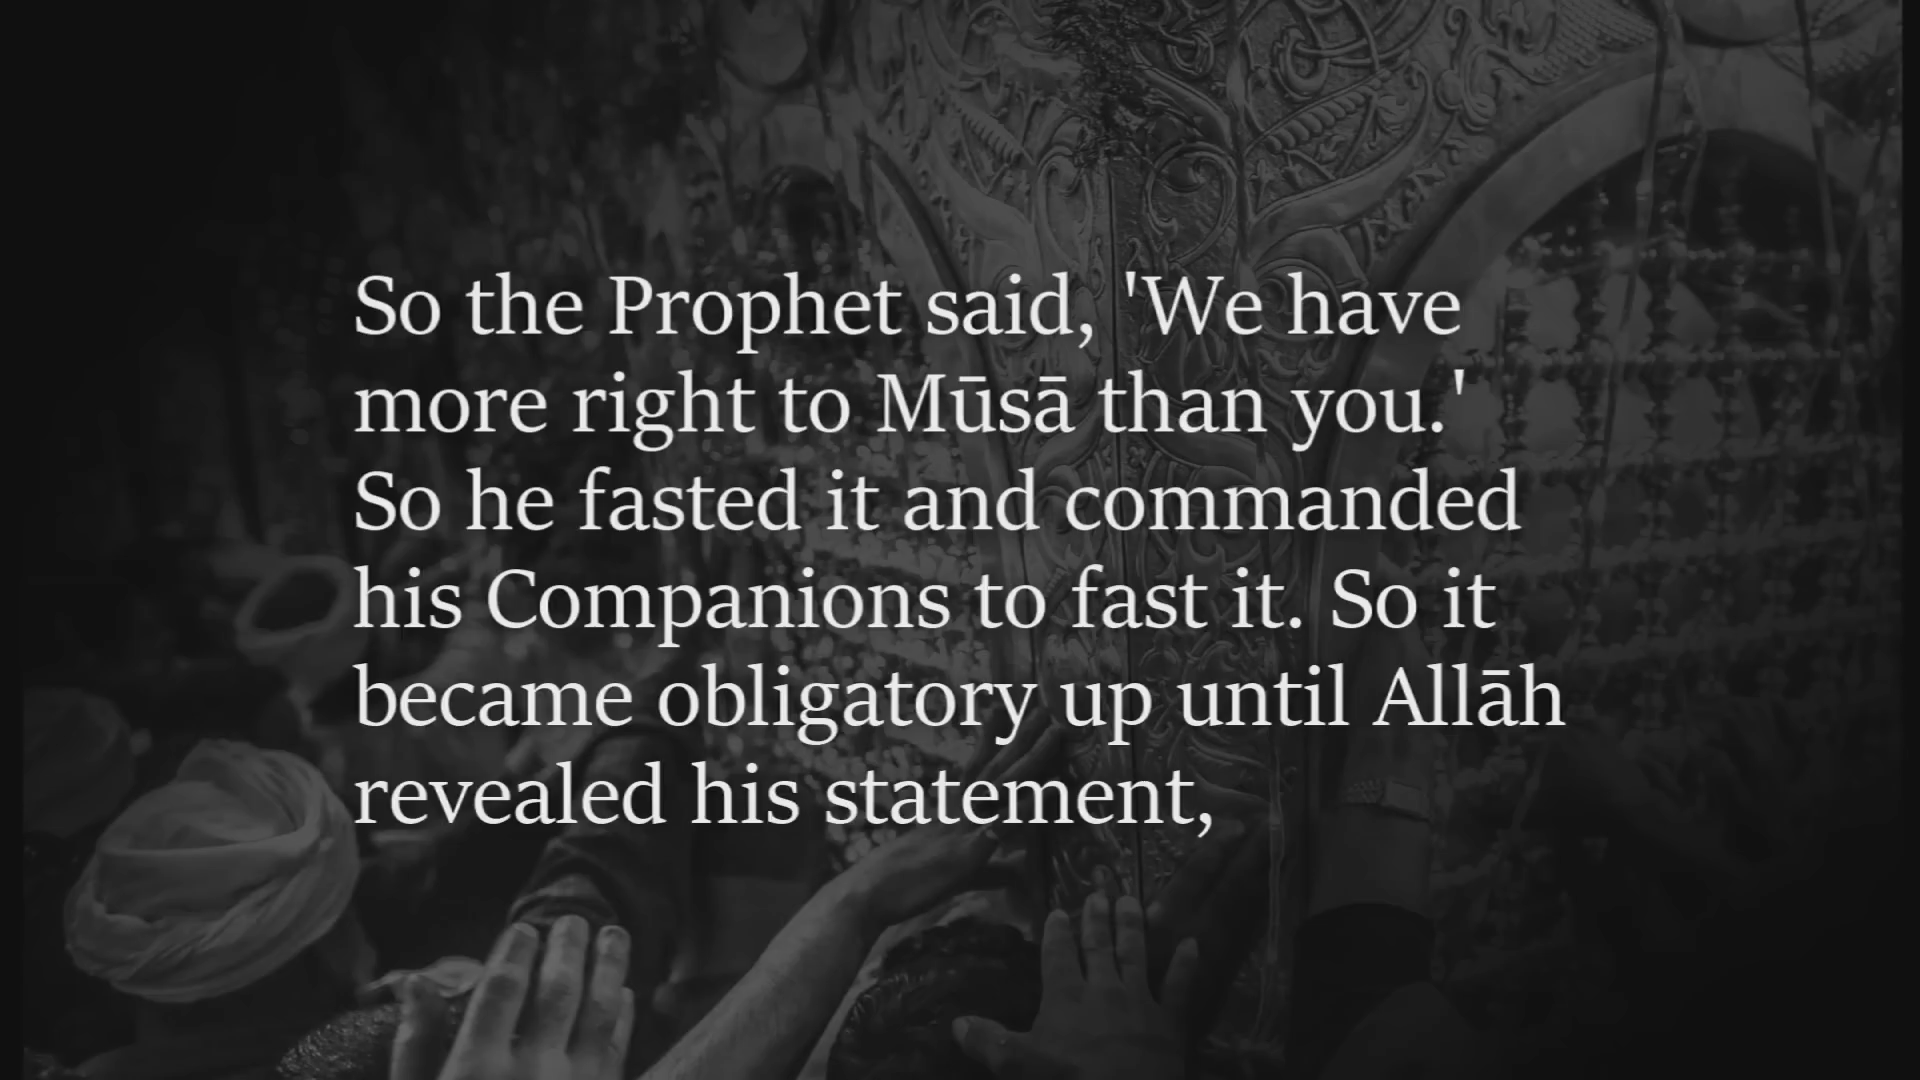 So the Prophet said, 'We have
more right to Mūsā than you.'
So he fasted it and commanded
his Companions to fast it. So it
became obligatory up until Allāh
revealed his statement,